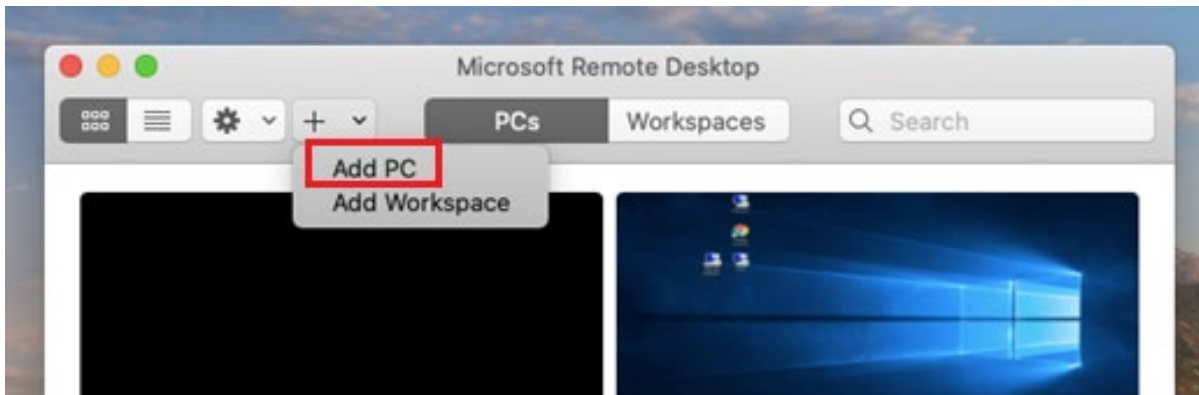 Microsoft Remote Desktop
PCs Workspaces Search
Add PC
Add Workspace